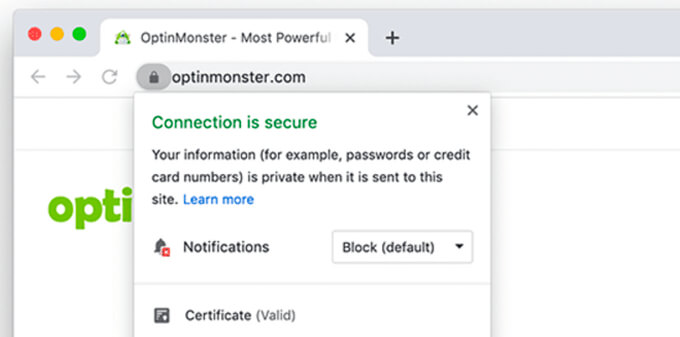 OptinMonster - Most Powerful
optinmonster.com
Connection is secure
Your information (for example, passwords or credit
card numbers) is private when it is sent to this
site. Learn more
opti
Notifications Block (default)
Certificate (Valid)